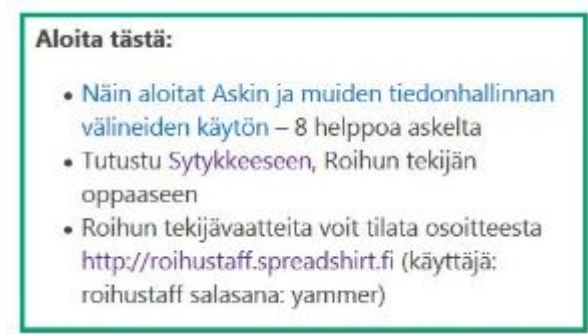 Aloita tästä:
• Näin aloitat Askin ja muiden tiedonhallinnan
välineiden käytön – 8 helppoa askelta
• Tutustu Sytykkeeseen, Roihun tekijän
oppaaseen
• Roihun tekijävaatteita voit tilata osoitteesta
http://roihustaff.spreadshirt.fi (käyttäjä:
roihustaff salasana: yammer)